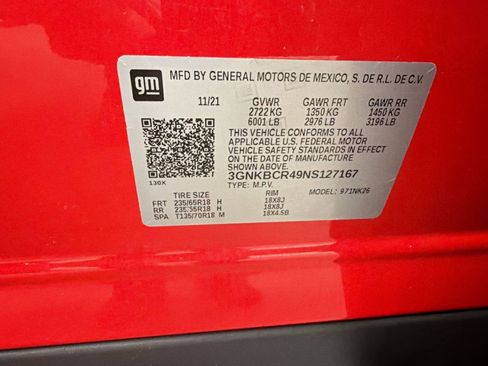 gm
MFD BY GENERAL MOTORS DE MEXICO, S. DE R.L. DE C.V.
11/21 GVWR GAWR FRT GAWR RR
2722 KG 1350 KG 1450 KG
6001 LB 2976 LB 3196 LB
THIS VEHICLE CONFORMS TO ALL
APPLICABLE U.S. FEDERAL MOTOR
VEHICLE SAFETY STANDARDS IN
EFFECT ON THE DATE OF
MANUFACTURE SHOWN ABOVE.
3GNKBCR49NS127167
130X TYPE: M.P.V. MODEL: 971NK26
TIRE SIZE RIM
FRT 235/65R18 H 18X8J
RR H 18X8J
SPA T135/70R18 M 18X4.5B